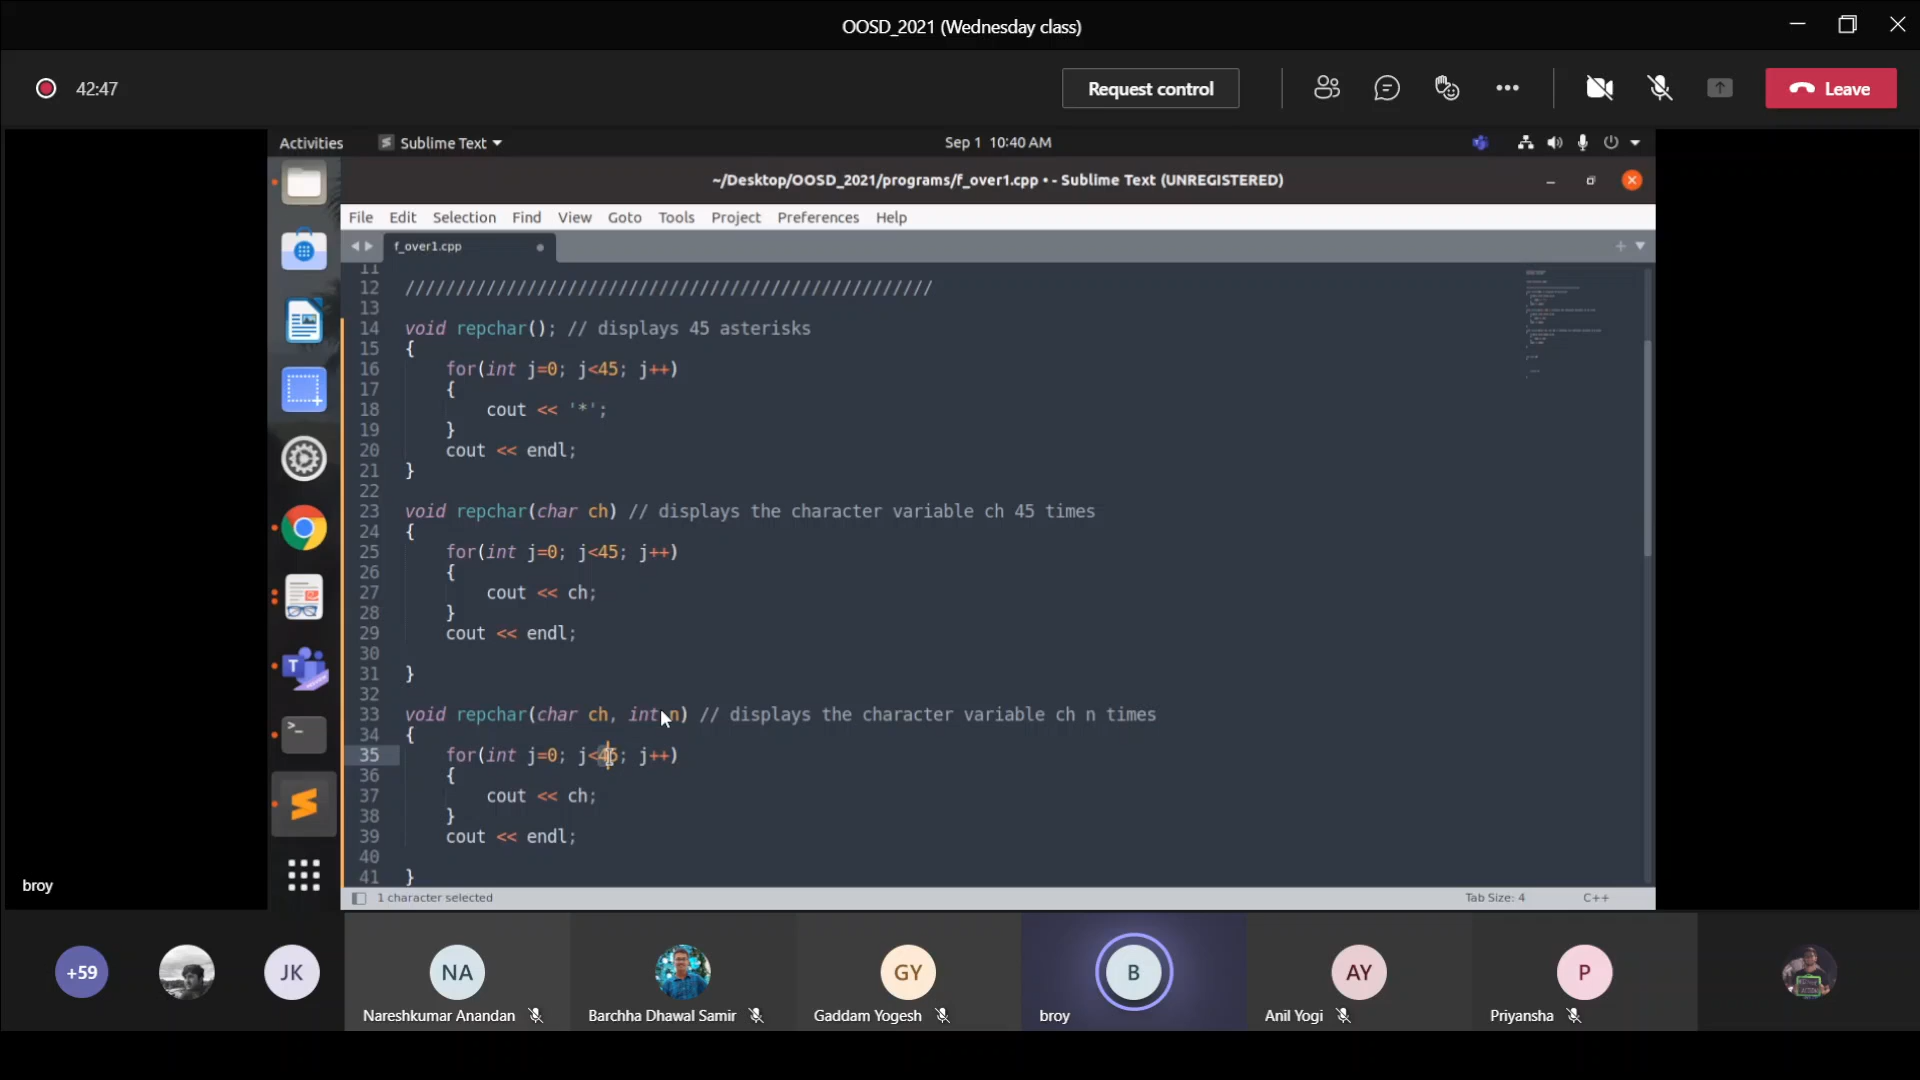 OOSD_2021 (Wednesday class)
42:47
Request control
Leave
Activities
Sublime Text
Sep 1 10:40 AM
~/Desktop/OOSD_2021/programs/f_over1.cpp • - Sublime Text (UNREGISTERED)
File Edit Selection Find View Goto Tools Project Preferences Help
f_over1.cpp
11
12 ////////////////////////////////////////////////////
13
14 void repchar(); // displays 45 asterisks
15 {
16 for(int j=0; j<45; j++)
17 {
18 cout << '*';
19 }
20 cout << endl;
21 }
22
23 void repchar(char ch) // displays the character variable ch 45 times
24 {
25 for(int j=0; j<45; j++)
26 {
27 cout << ch;
28 }
29 cout << endl;
30
31 }
32
33 void repchar(char ch, int n) // displays the character variable ch n times
34 {
35 for(int j=0; j<45; j++)
36 {
37 cout << ch;
38 }
39 cout << endl;
40
41 }
1 character selected
Tab Size: 4
C++
broy
+59
JK
NA
GY
B
AY
P
Nareshkumar Anandan
Barchha Dhawal Samir
Gaddam Yogesh
broy
Anil Yogi
Priyansha